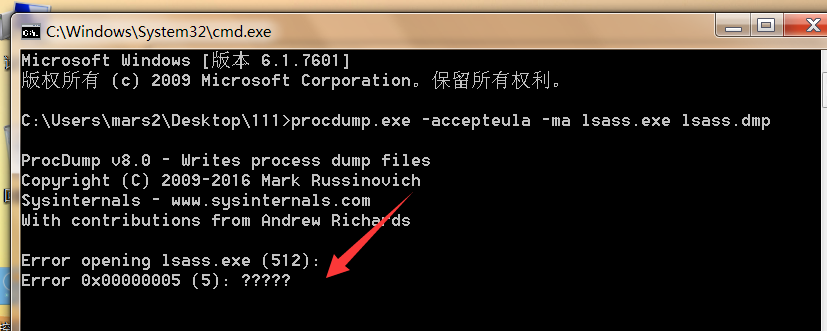 C:\Windows\System32\cmd.exe
Microsoft Windows [版本 6.1.7601]
版权所有 (c) 2009 Microsoft Corporation。保留所有权利。
C:\Users\mars2\Desktop\111>procdump.exe -accepteula -ma lsass.exe lsass.dmp
ProcDump v8.0 - Writes process dump files
Copyright (C) 2009-2016 Mark Russinovich
Sysinternals - www.sysinternals.com
With contributions from Andrew Richards
Error opening lsass.exe (512):
Error 0x00000005 (5): ?????